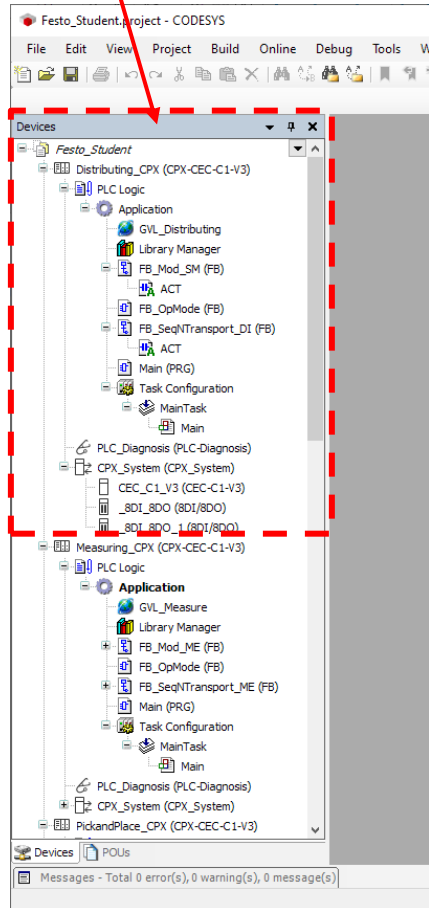 Festo_Student.project - CODESYS
File Edit View Project Build Online Debug Tools W
Devices
Festo_Student
Distributing_CPX (CPX-CEC-C1-V3)
PLC Logic
Application
GVL_Distributing
Library Manager
FB_Mod_SM (FB)
ACT
FB_OpMode (FB)
FB_SeqNTransport_DI (FB)
ACT
Main (PRG)
Task Configuration
MainTask
Main
PLC_Diagnosis (PLC-Diagnosis)
CPX_System (CPX_System)
CEC_C1_V3 (CEC-C1-V3)
_8DI_8DO (8DI/8DO)
_8DI_8DO_1 (8DI/8DO)
Measuring_CPX (CPX-CEC-C1-V3)
PLC Logic
Application
GVL_Measure
Library Manager
FB_Mod_ME (FB)
FB_OpMode (FB)
FB_SeqNTransport_ME (FB)
Main (PRG)
Task Configuration
MainTask
Main
PLC_Diagnosis (PLC-Diagnosis)
CPX_System (CPX_System)
PickandPlace_CPX (CPX-CEC-C1-V3)
Devices POUs
Messages - Total 0 error(s), 0 warning(s), 0 message(s)